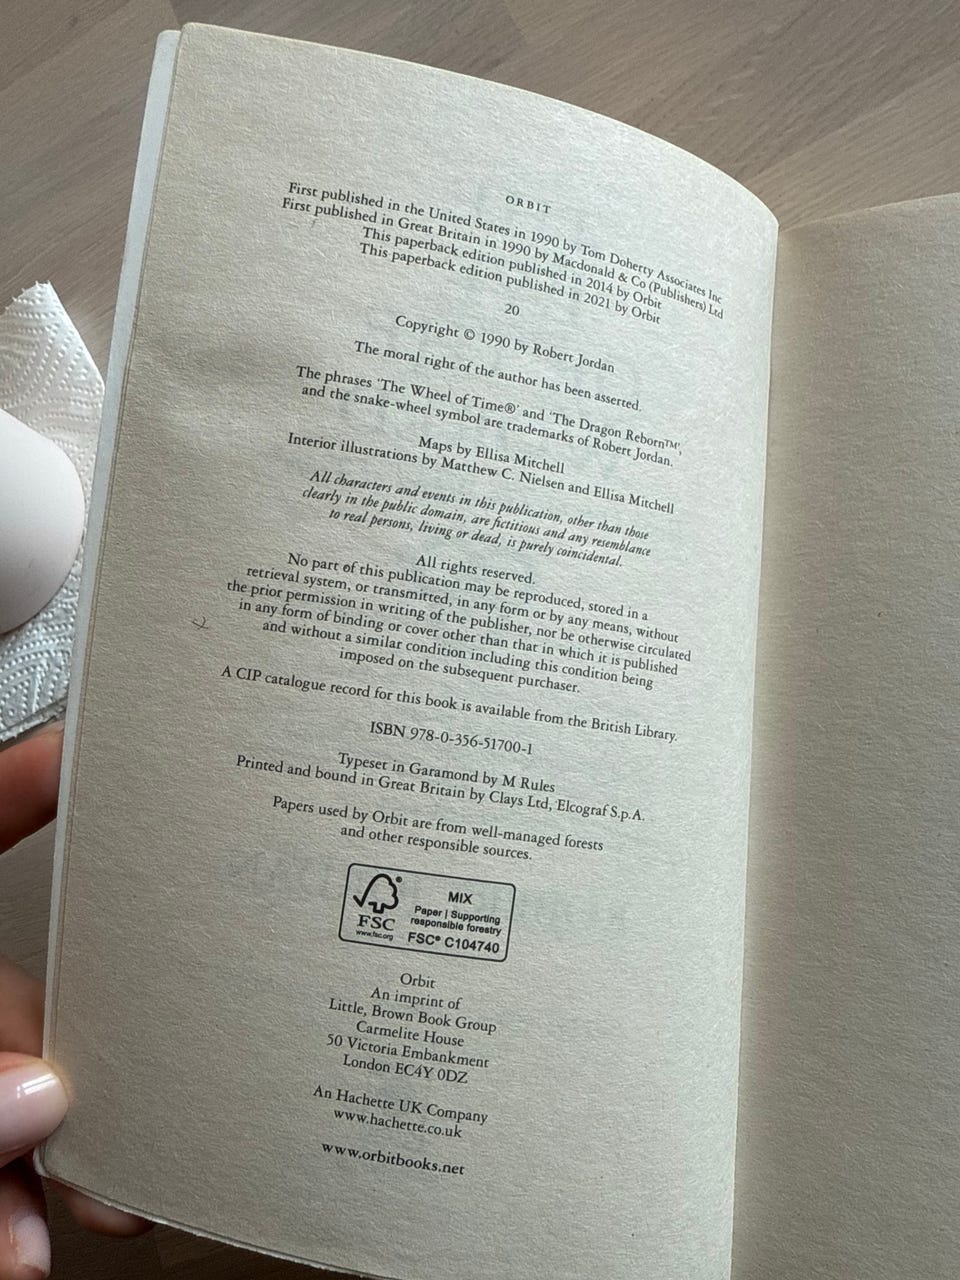 ORBIT
First published in the United States in 1990 by Tom Doherty Associates Inc
First published in Great Britain in 1990 by Macdonald & Co (Publishers) Ltd
This paperback edition published in 2014 by Orbit
This paperback edition published in 2021 by Orbit
20
Copyright © 1990 by Robert Jordan
The moral right of the author has been asserted.
The phrases 'The Wheel of Time®' and 'The Dragon Reborn™',
and the snake-wheel symbol are trademarks of Robert Jordan.
Maps by Ellisa Mitchell
Interior illustrations by Matthew C. Nielsen and Ellisa Mitchell
All characters and events in this publication, other than those
clearly in the public domain, are fictitious and any resemblance
to real persons, living or dead, is purely coincidental.
All rights reserved.
No part of this publication may be reproduced, stored in a
retrieval system, or transmitted, in any form or by any means, without
the prior permission in writing of the publisher, nor be otherwise circulated
in any form of binding or cover other than that in which it is published
and without a similar condition including this condition being
imposed on the subsequent purchaser.
A CIP catalogue record for this book is available from the British Library.
ISBN 978-0-356-51700-1
Typeset in Garamond by M Rules
Printed and bound in Great Britain by Clays Ltd, Elcograf S.p.A.
Papers used by Orbit are from well-managed forests
and other responsible sources.
FSC
www.fsc.org
MIX
Paper | Supporting
responsible forestry
FSC® C104740
Orbit
An imprint of
Little, Brown Book Group
Carmelite House
50 Victoria Embankment
London EC4Y 0DZ
An Hachette UK Company
www.hachette.co.uk
www.orbitbooks.net